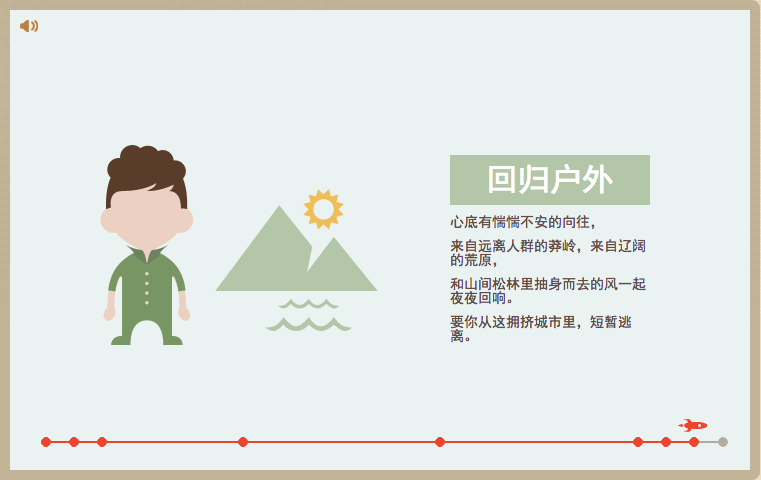 回归户外
心底有惴惴不安的向往,
来自远离人群的莽岭，来自辽阔
的荒原,
和山间松林里抽身而去的风一起
夜夜回响。
要你从这拥挤城市里，短暂逃
离。